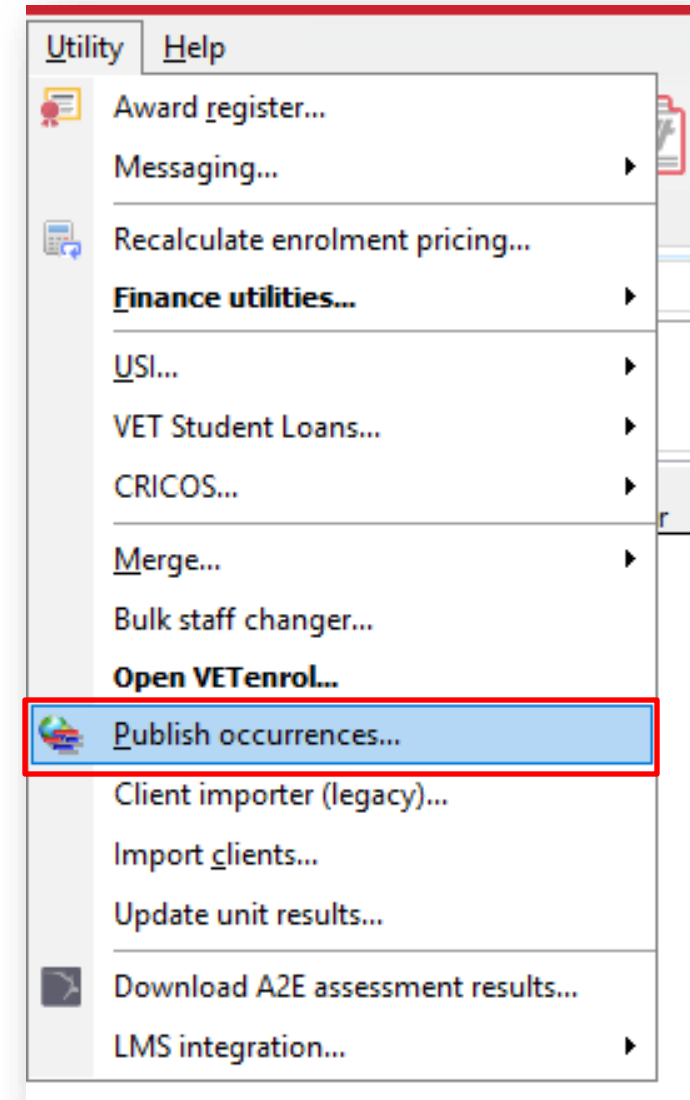 Utility Help
Award register...
Messaging...
Recalculate enrolment pricing...
Finance utilities...
USI...
VET Student Loans...
CRICOS...
r
Merge...
Bulk staff changer...
Open VETenrol...
Publish occurrences...
Client importer (legacy)...
Import clients...
Update unit results...
Download A2E assessment results...
LMS integration...